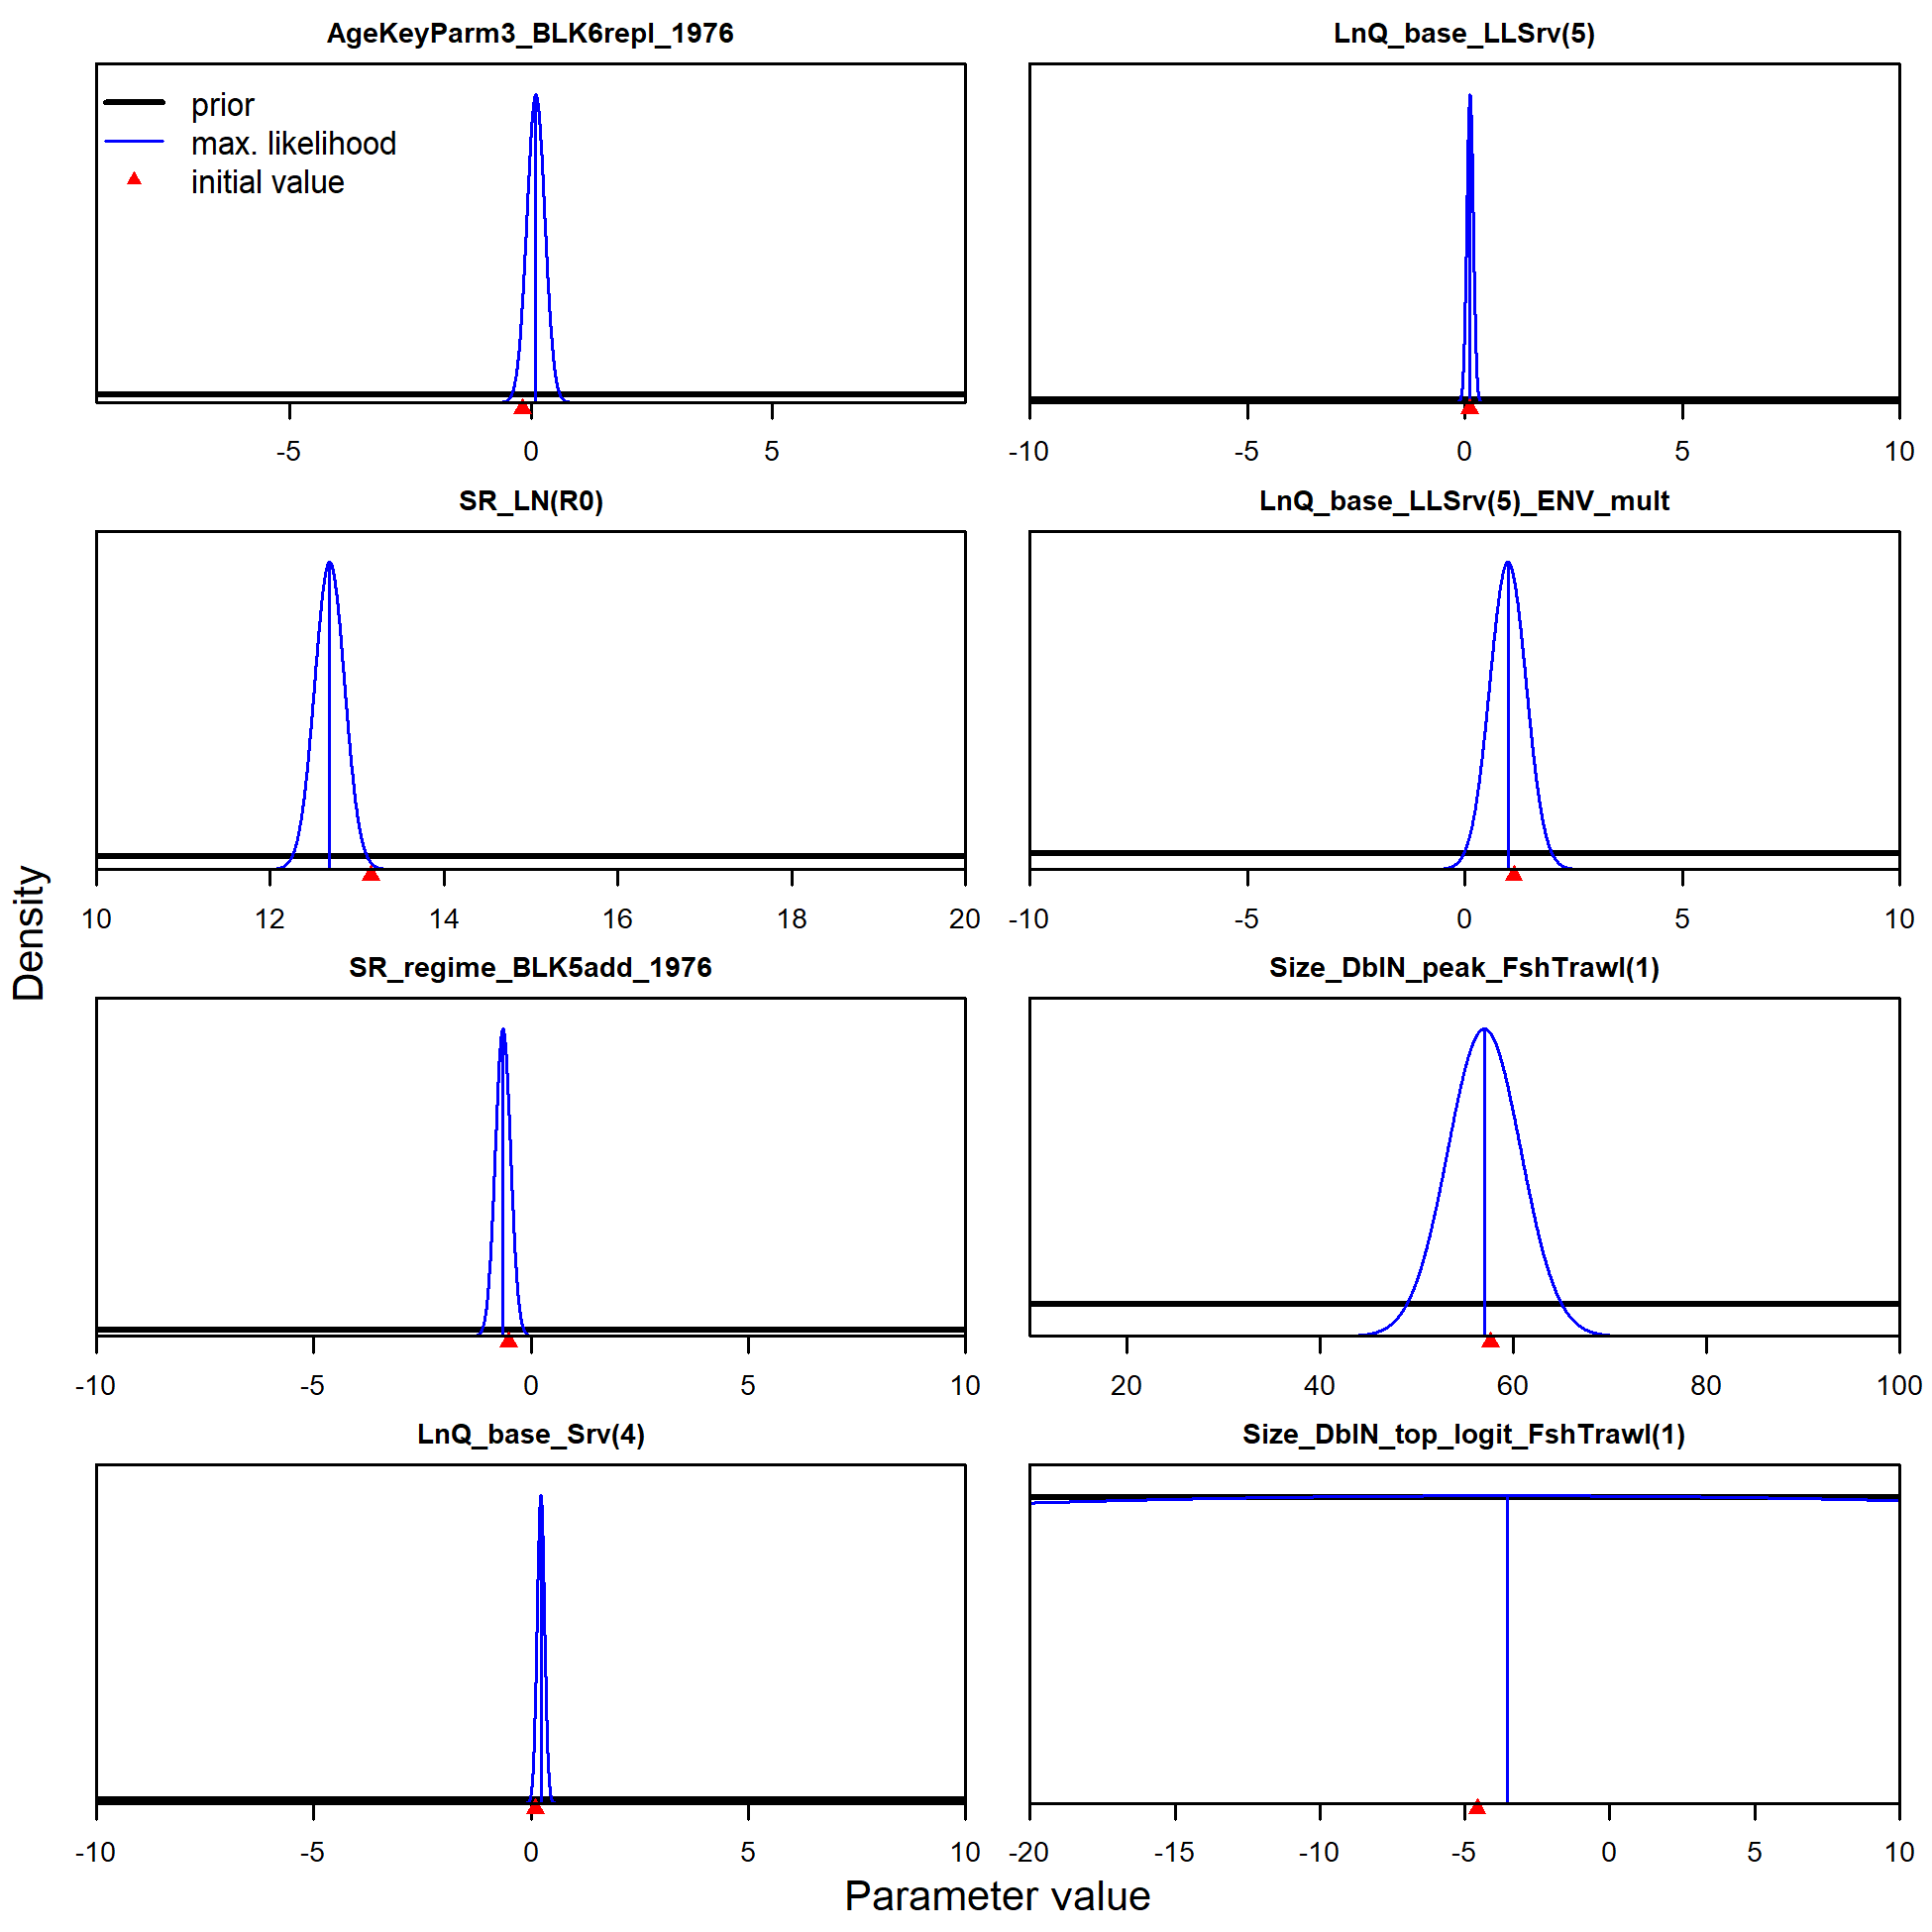 AgeKeyParm3_BLK6repl_1976
prior
max. likelihood
initial value
-5 0 5
LnQ_base_LLSrv(5)
-10 -5 0 5 10
SR_LN(R0)
10 12 14 16 18 20
LnQ_base_LLSrv(5)_ENV_mult
-10 -5 0 5 10
SR_regime_BLK5add_1976
-10 -5 0 5 10
Size_DblN_peak_FshTrawl(1)
20 40 60 80 100
LnQ_base_Srv(4)
-10 -5 0 5 10
Size_DblN_top_logit_FshTrawl(1)
-20 -15 -10 -5 0 5 10
Density
Parameter value